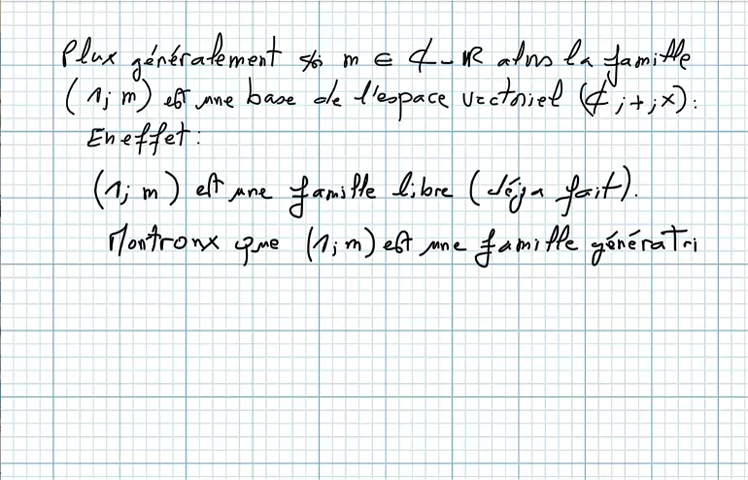 Plus généralement si m ∈ ℂ - ℝ alors la famille
(1; m) est une base de l'espace vectoriel (ℂ; +; ×):
En effet:
(1; m) est une famille libre (déjà fait).
Montrons que (1; m) est une famille génératri